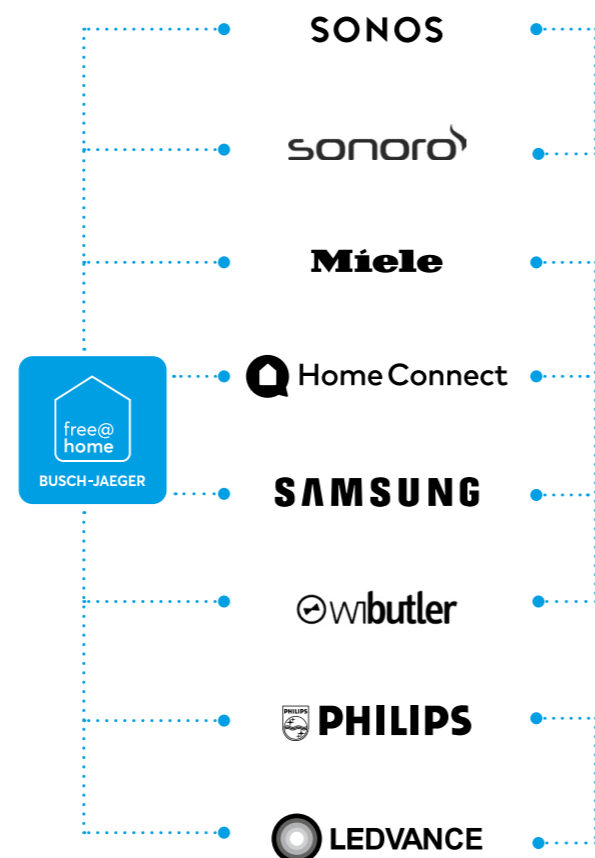 SONOS
sonoro
Miele
Home Connect
free@
home
BUSCH-JAEGER
SAMSUNG
wibutler
PHILIPS
PHILIPS
LEDVANCE